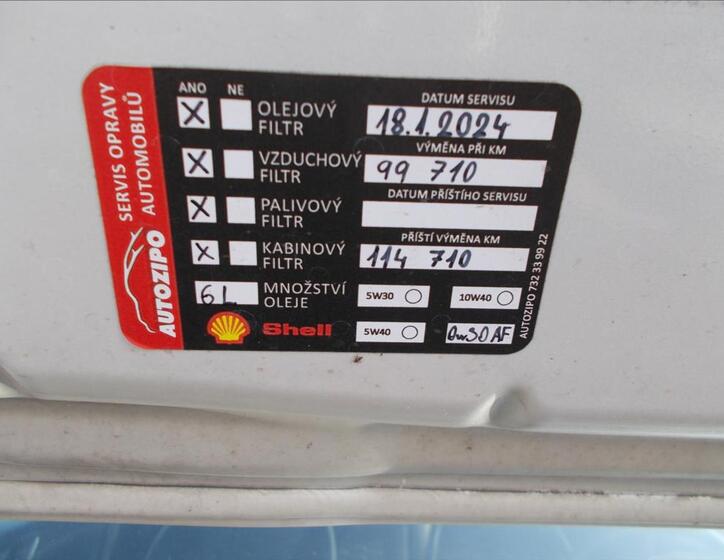 SERVIS OPRAVY
AUTOMOBILŮ
AUTOZIPO
ANO NE
X OLEJOVÝ FILTR
X VZDUCHOVÝ FILTR
X PALIVOVÝ FILTR
X KABINOVÝ FILTR
6L MNOŽSTVÍ OLEJE
Shell
DATUM SERVISU
18.1.2024
VÝMĚNA PŘI KM
99 710
DATUM PŘÍŠTÍHO SERVISU
PŘÍŠTÍ VÝMĚNA KM
114 710
5W30 10W40
5W40 0W30 AF
AUTOZIPO 732 33 99 22